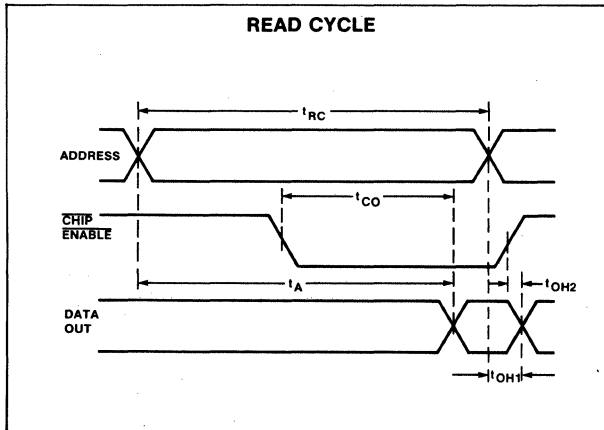 READ CYCLE
tRC
ADDRESS
tCO
CHIP
ENABLE
tOH2
tA
DATA
OUT
tOH1